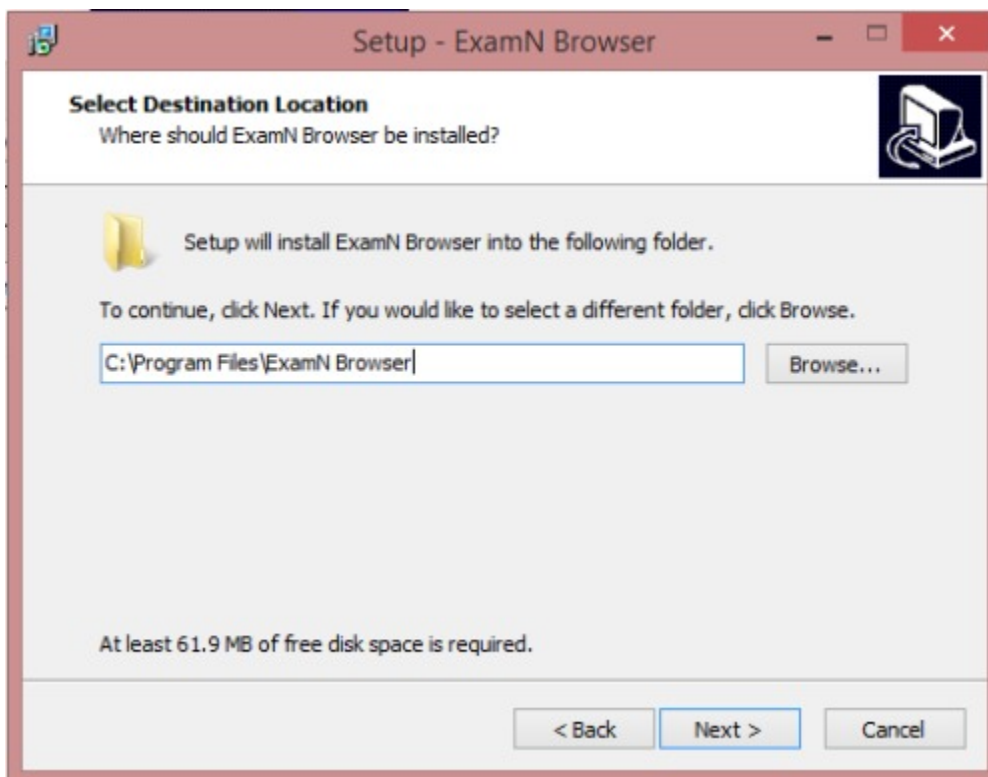 Setup - ExamN Browser
Select Destination Location
Where should ExamN Browser be installed?
Setup will install ExamN Browser into the following folder.
To continue, click Next. If you would like to select a different folder, click Browse.
C:\Program Files\ExamN Browser
Browse...
At least 61.9 MB of free disk space is required.
< Back
Next >
Cancel